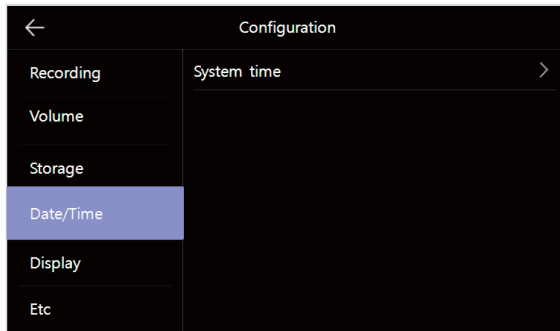 Configuration
Recording
System time
Volume
Storage
Date/Time
Display
Etc